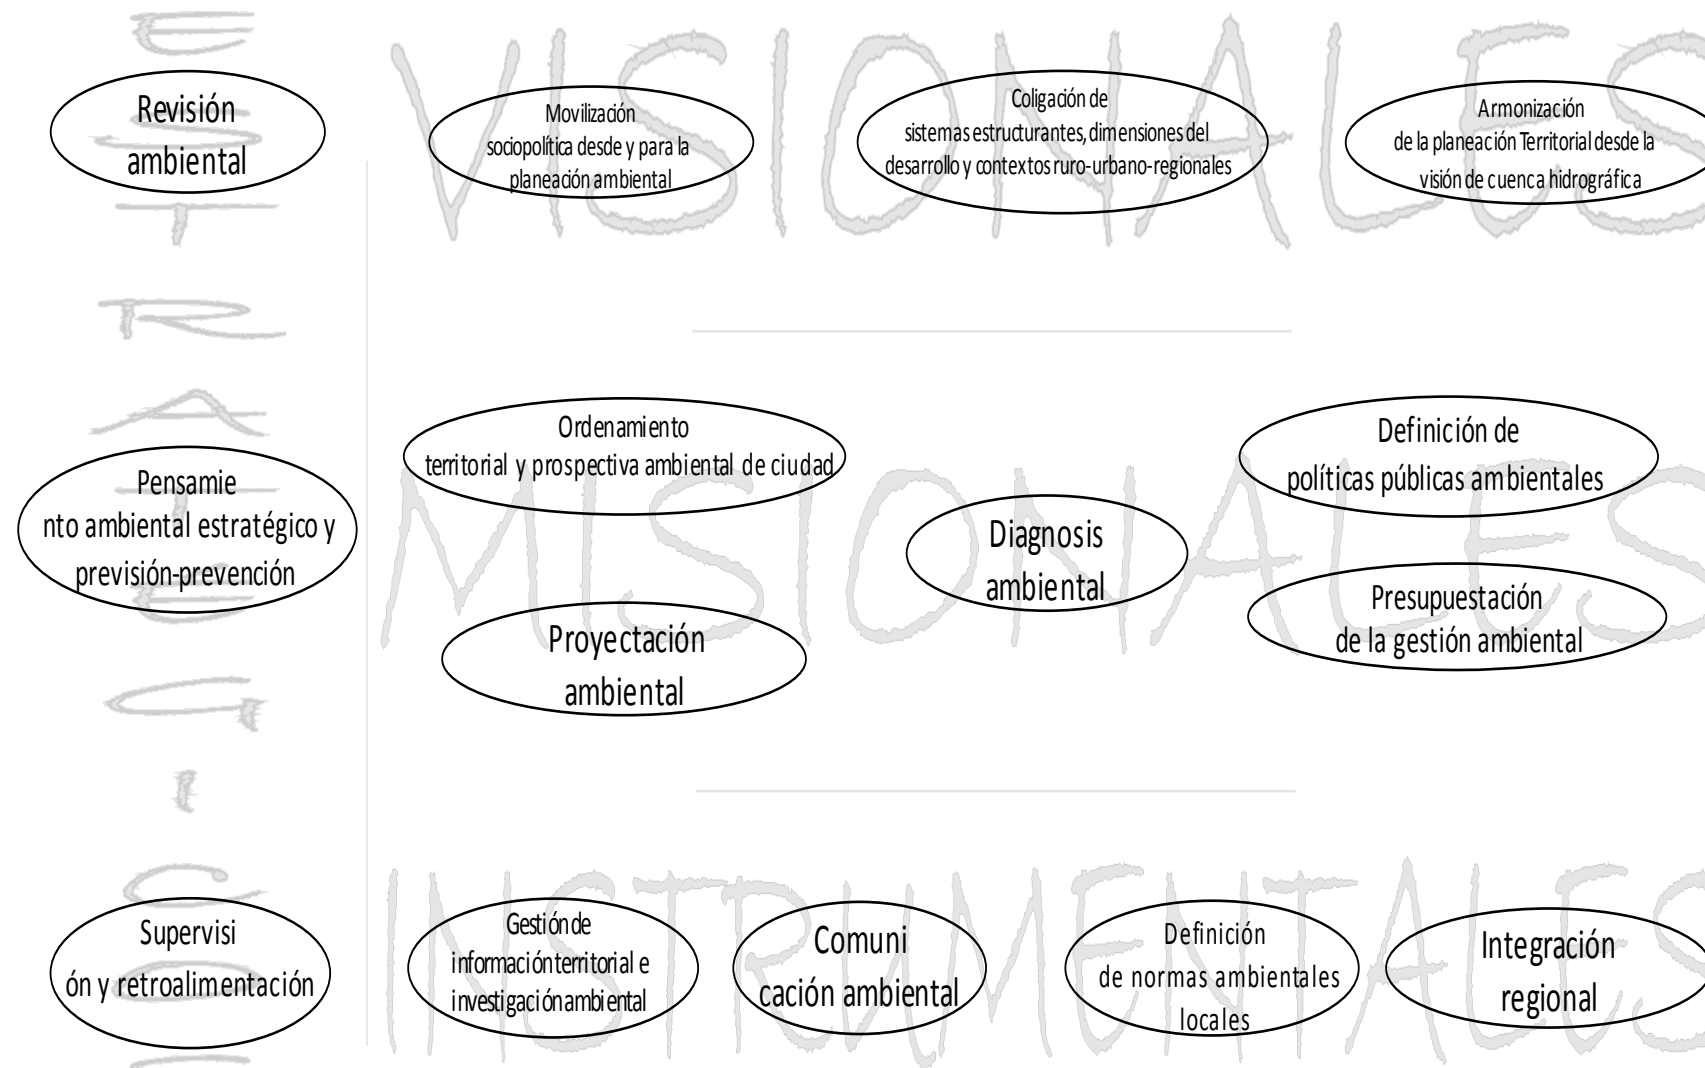 ESTRATÉGICOS
VISIONALES
Revisión
ambiental
Movilización
sociopolítica desde y para la
planeación ambiental
Coligación de
sistemas estructurantes, dimensiones del
desarrollo y contextos ruro-urbano-regionales
Armonización
de la planeación Territorial desde la
visión de cuenca hidrográfica
MISIONALES
Pensamie
nto ambiental estratégico y
previsión-prevención
Ordenamiento
territorial y prospectiva ambiental de ciudad
Proyectación
ambiental
Diagnosis
ambiental
Definición de
políticas públicas ambientales
Presupuestación
de la gestión ambiental
INSTRUMENTALES
Supervisi
ón y retroalimentación
Gestión de
información territorial e
investigación ambiental
Comuni
cación ambiental
Definición
de normas ambientales
locales
Integración
regional